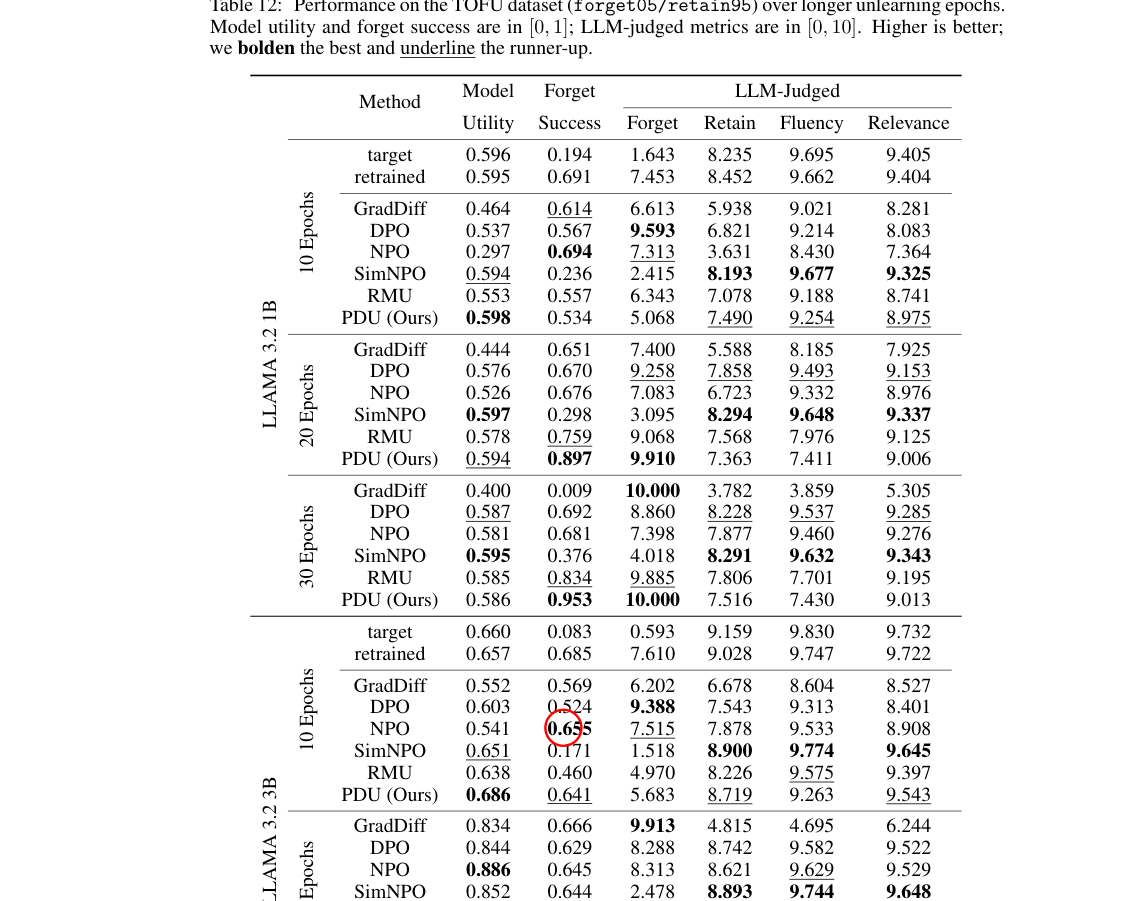 Table 12: Performance on the TOFU dataset (forget05/retain95) over longer unlearning epochs.
Model utility and forget success are in [0, 1]; LLM-judged metrics are in [0, 10]. Higher is better;
we bolden the best and underline the runner-up.
Method Model Utility Forget Success LLM-Judged
Forget Retain Fluency Relevance
LLAMA 3.2 1B
10 Epochs
target 0.596 0.194 1.643 8.235 9.695 9.405
retrained 0.595 0.691 7.453 8.452 9.662 9.404
GradDiff 0.464 0.614 6.613 5.938 9.021 8.281
DPO 0.537 0.567 9.593 6.821 9.214 8.083
NPO 0.297 0.694 7.313 3.631 8.430 7.364
SimNPO 0.594 0.236 2.415 8.193 9.677 9.325
RMU 0.553 0.557 6.343 7.078 9.188 8.741
PDU (Ours) 0.598 0.534 5.068 7.490 9.254 8.975
20 Epochs
GradDiff 0.444 0.651 7.400 5.588 8.185 7.925
DPO 0.576 0.670 9.258 7.858 9.493 9.153
NPO 0.526 0.676 7.083 6.723 9.332 8.976
SimNPO 0.597 0.298 3.095 8.294 9.648 9.337
RMU 0.578 0.759 9.068 7.568 7.976 9.125
PDU (Ours) 0.594 0.897 9.910 7.363 7.411 9.006
30 Epochs
GradDiff 0.400 0.009 10.000 3.782 3.859 5.305
DPO 0.587 0.692 8.860 8.228 9.537 9.285
NPO 0.581 0.681 7.398 7.877 9.460 9.276
SimNPO 0.595 0.376 4.018 8.291 9.632 9.343
RMU 0.585 0.834 9.885 7.806 7.701 9.195
PDU (Ours) 0.586 0.953 10.000 7.516 7.430 9.013
LLAMA 3.2 3B
10 Epochs
target 0.660 0.083 0.593 9.159 9.830 9.732
retrained 0.657 0.685 7.610 9.028 9.747 9.722
GradDiff 0.552 0.569 6.202 6.678 8.604 8.527
DPO 0.603 0.524 9.388 7.543 9.313 8.401
NPO 0.541 0.655 7.515 7.878 9.533 8.908
SimNPO 0.651 0.171 1.518 8.900 9.774 9.645
RMU 0.638 0.460 4.970 8.226 9.575 9.397
PDU (Ours) 0.686 0.641 5.683 8.719 9.263 9.543
Epochs
GradDiff 0.834 0.666 9.913 4.815 4.695 6.244
DPO 0.844 0.629 8.288 8.742 9.582 9.522
NPO 0.886 0.645 8.313 8.621 9.629 9.529
SimNPO 0.852 0.644 2.478 8.893 9.744 9.648